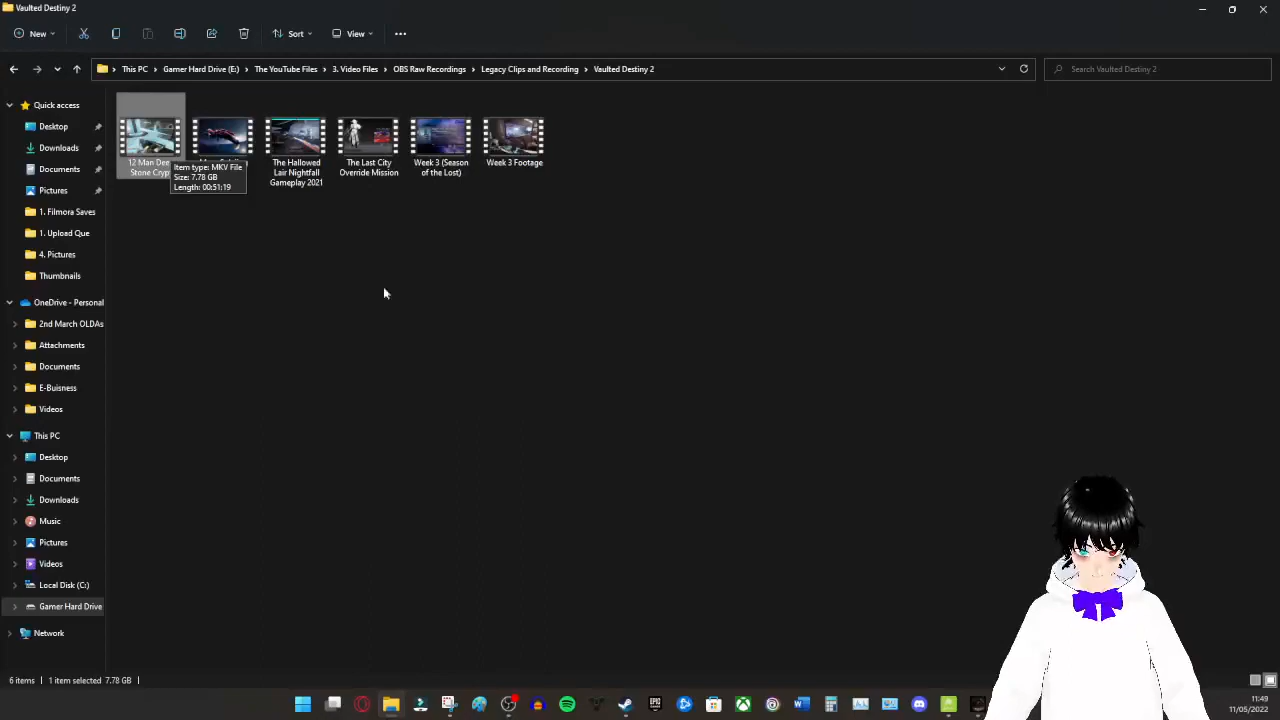 Vaulted Destiny 2
New
Sort
View
This PC > Gamer Hard Drive (E:) > The YouTube Files > 3. Video Files > OBS Raw Recordings > Legacy Clips and Recording > Vaulted Destiny 2
Search Vaulted Destiny 2
Quick access
Desktop
Downloads
Documents
Pictures
1. Filmora Saves
1. Upload Que
4. Pictures
Thumbnails
OneDrive - Personal
2nd March OLDAs
Attachments
Documents
E-Buisness
Videos
This PC
Desktop
Documents
Downloads
Music
Pictures
Videos
Local Disk (C:)
Gamer Hard Drive
Network
12 Man Dee
Stone Cryp
Item type: MKV File
Size: 7.78 GB
Length: 00:51:19
The Hallowed
Lair Nightfall
Gameplay 2021
The Last City
Override Mission
Week 3 (Season
of the Lost)
Week 3 Footage
6 items
1 item selected 7.78 GB
11:49
11/05/2022